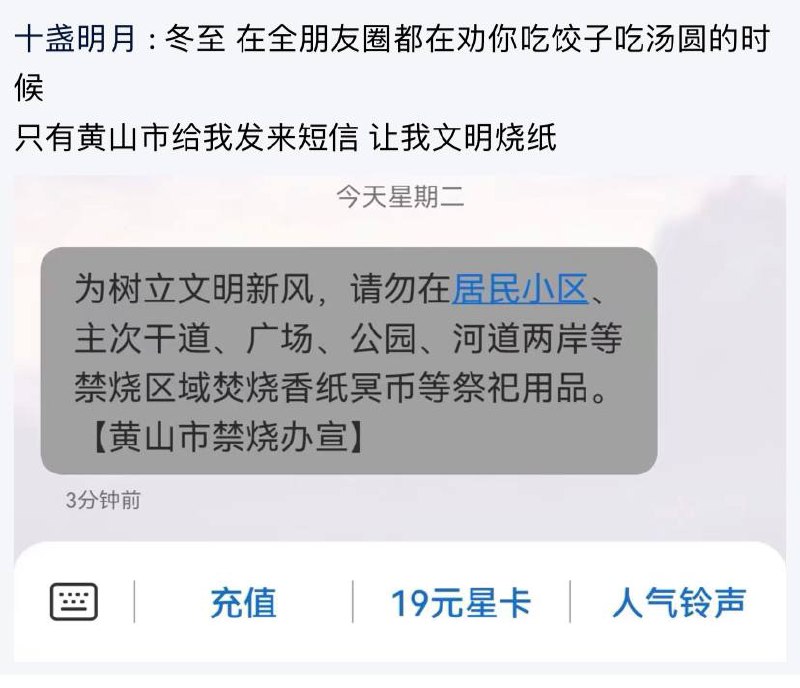 十盏明月：冬至 在全朋友圈都在劝你吃饺子吃汤圆的时
候
只有黄山市给我发来短信 让我文明烧纸
今天星期二
为树立文明新风，请勿在居民小区、
主次干道、广场、公园、河道两岸等
禁烧区域焚烧香纸冥币等祭祀用品。
【黄山市禁烧办宣】
3分钟前
充值
19元星卡
人气铃声